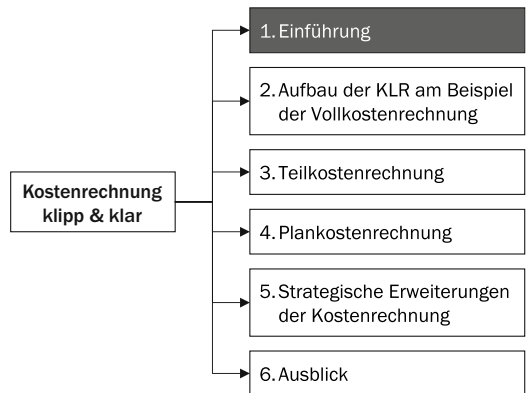 1. Einführung
2. Aufbau der KLR am Beispiel
der Vollkostenrechnung
3. Teilkostenrechnung
Kostenrechnung
klipp & klar
4. Plankostenrechnung
5. Strategische Erweiterungen
der Kostenrechnung
6. Ausblick